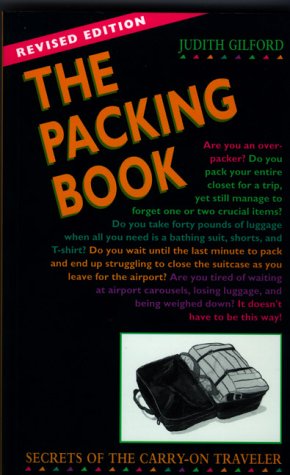 REVISED EDITION
JUDITH GILFORD
THE
PACKING
BOOK
Are you an over-
packer? Do you
pack your entire
closet for a trip,
yet still manage to
forget one or two crucial items?
Do you take forty pounds of luggage
when all you need is a bathing suit, shorts, and
T-shirt? Do you wait until the last minute to pack
and end up struggling to close the suitcase as you
leave for the airport? Are you tired of waiting
at airport carousels, losing luggage, and
being weighed down? It doesn't
have to be this way!
SECRETS OF THE CARRY-ON TRAVELER